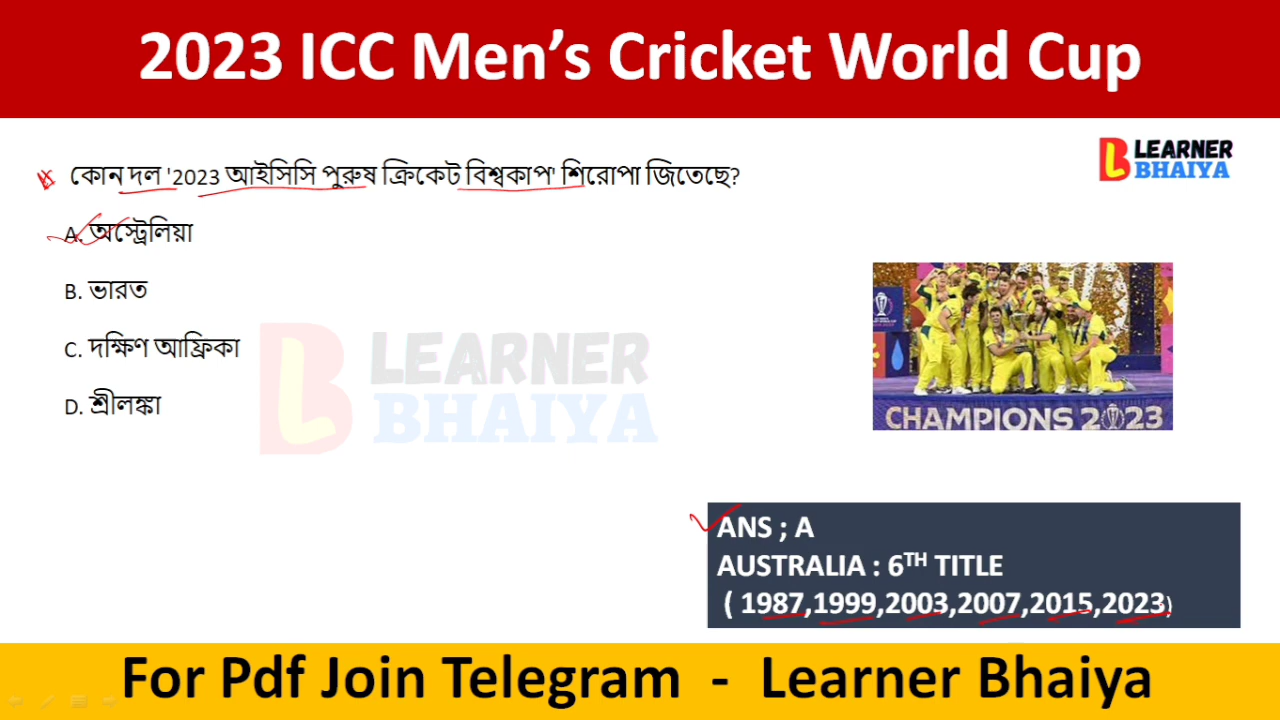 2023 ICC Men’s Cricket World Cup
LEARNER
BHAIYA
কোন দল '2023 আইসিসি পুরুষ ক্রিকেট বিশ্বকাপ' শিরোপা জিতেছে?
A. অস্ট্রেলিয়া
B. ভারত
C. দক্ষিণ আফ্রিকা
D. শ্রীলঙ্কা
LEARNER
BHAIYA
CHAMPIONS 2023
ANS ; A
AUSTRALIA : 6TH TITLE
( 1987,1999,2003,2007,2015,2023)
For Pdf Join Telegram - Learner Bhaiya